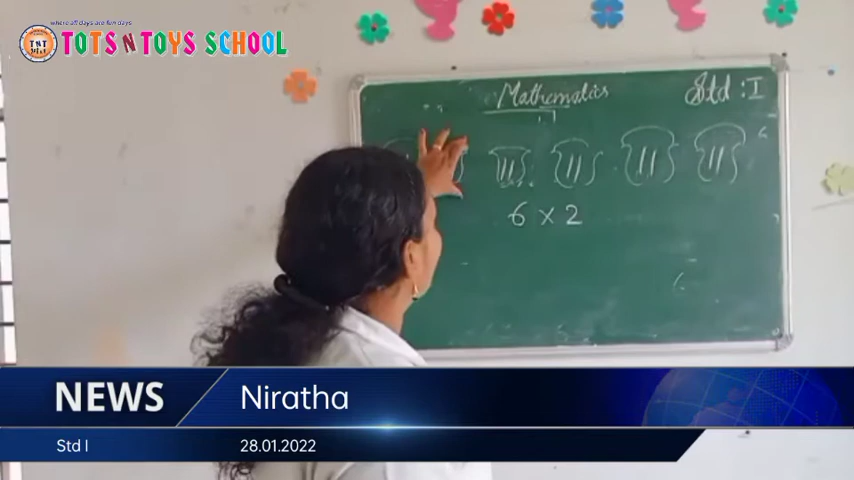 where all days are fun days
TNT
TOTS N TOYS SCHOOL
Mathematics
Std : I
6 × 2
NEWS
Niratha
Std I
28.01.2022